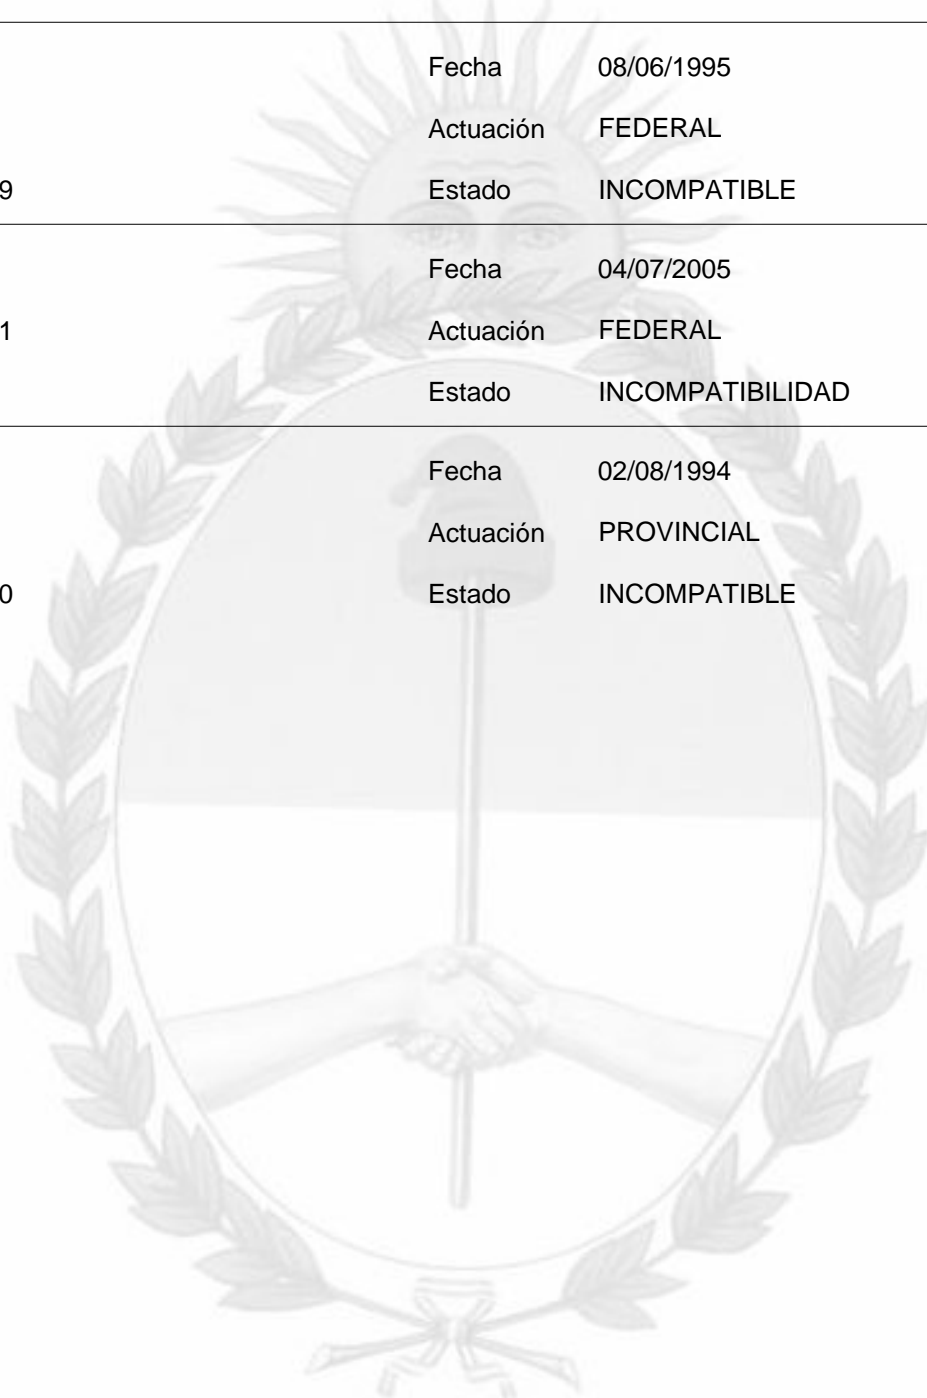 Fecha 08/06/1995
Actuación FEDERAL
9 Estado INCOMPATIBLE
Fecha 04/07/2005
1 Actuación FEDERAL
Estado INCOMPATIBILIDAD
Fecha 02/08/1994
Actuación PROVINCIAL
0 Estado INCOMPATIBLE